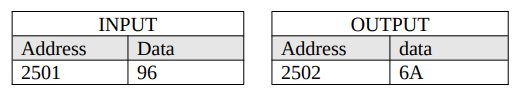 INPUT
Address Data
2501 96
OUTPUT
Address data
2502 6A